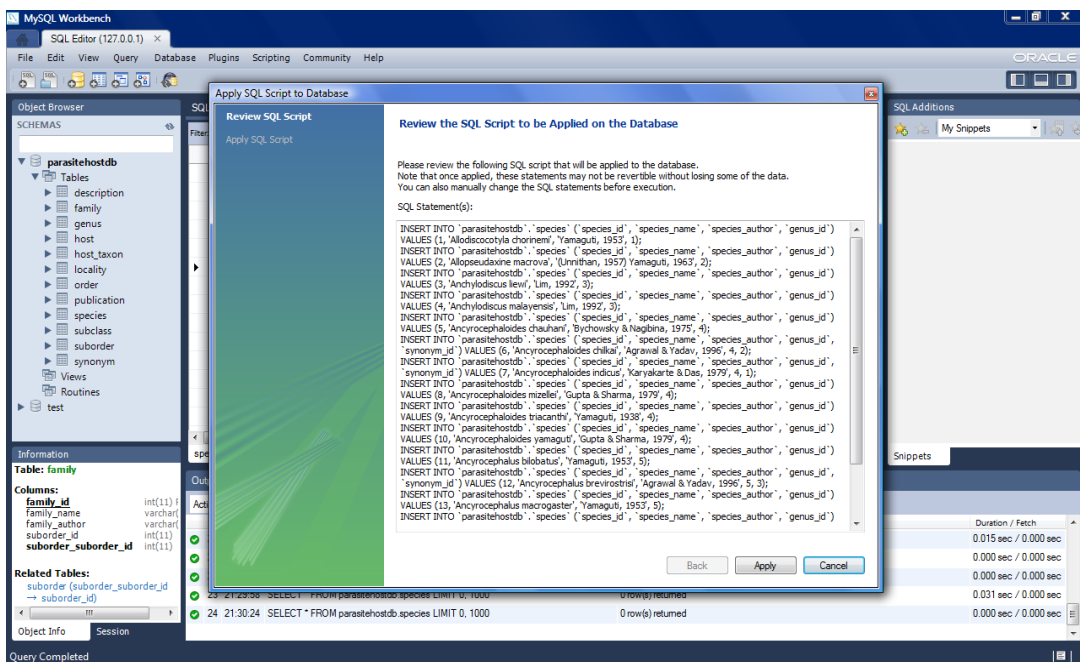 MySQL Workbench
SQL Editor (127.0.0.1)
File Edit View Query Database Plugins Scripting Community Help
ORACLE
Object Browser
SCHEMAS
parasitehostdb
Tables
description
family
genus
host
host_taxon
locality
order
publication
species
subclass
suborder
synonym
Views
Routines
test
Information
Table: family
Columns:
family_id int(11)
family_name varchar(
family_author varchar(
suborder_id int(11)
suborder_suborder_id int(11)
Related Tables:
suborder (suborder_suborder_id
→ suborder_id)
Object Info Session
Query Completed
SQL
Filter
spe
Out
Acti
Apply SQL Script to Database
Review SQL Script
Apply SQL Script
Review the SQL Script to be Applied on the Database
Please review the following SQL script that will be applied to the database.
Note that once applied, these statements may not be revertible without losing some of the data.
You can also manually change the SQL statements before execution.
SQL Statement(s):
INSERT INTO `parasitehostdb`.`species` (`species_id`, `species_name`, `species_author`, `genus_id`)
VALUES (1, 'Allodiscocotyla chorinemi', 'Yamaguti, 1953', 1);
INSERT INTO `parasitehostdb`.`species` (`species_id`, `species_name`, `species_author`, `genus_id`)
VALUES (2, 'Allopseudaxine macrova', '(Unnithan, 1957) Yamaguti, 1963', 2);
INSERT INTO `parasitehostdb`.`species` (`species_id`, `species_name`, `species_author`, `genus_id`)
VALUES (3, 'Anchylodiscus liewi', 'Lim, 1992', 3);
INSERT INTO `parasitehostdb`.`species` (`species_id`, `species_name`, `species_author`, `genus_id`)
VALUES (4, 'Anchylodiscus malayensis', 'Lim, 1992', 3);
INSERT INTO `parasitehostdb`.`species` (`species_id`, `species_name`, `species_author`, `genus_id`)
VALUES (5, 'Ancyrocephaloides chauhani', 'Bychowsky & Nagibina, 1975', 4);
INSERT INTO `parasitehostdb`.`species` (`species_id`, `species_name`, `species_author`, `genus_id`,
`synonym_id`) VALUES (6, 'Ancyrocephaloides chilkai', 'Agrawal & Yadav, 1996', 4, 2);
INSERT INTO `parasitehostdb`.`species` (`species_id`, `species_name`, `species_author`, `genus_id`,
`synonym_id`) VALUES (7, 'Ancyrocephaloides indicus', 'Karyakarte & Das, 1979', 4, 1);
INSERT INTO `parasitehostdb`.`species` (`species_id`, `species_name`, `species_author`, `genus_id`)
VALUES (8, 'Ancyrocephaloides mizellei', 'Gupta & Sharma, 1979', 4);
INSERT INTO `parasitehostdb`.`species` (`species_id`, `species_name`, `species_author`, `genus_id`)
VALUES (9, 'Ancyrocephaloides triacanthi', 'Yamaguti, 1938', 4);
INSERT INTO `parasitehostdb`.`species` (`species_id`, `species_name`, `species_author`, `genus_id`)
VALUES (10, 'Ancyrocephaloides yamaguti', 'Gupta & Sharma, 1979', 4);
INSERT INTO `parasitehostdb`.`species` (`species_id`, `species_name`, `species_author`, `genus_id`)
VALUES (11, 'Ancyrocephalus bilobatus', 'Yamaguti, 1953', 5);
INSERT INTO `parasitehostdb`.`species` (`species_id`, `species_name`, `species_author`, `genus_id`,
`synonym_id`) VALUES (12, 'Ancyrocephalus brevirostrisi', 'Agrawal & Yadav, 1996', 5, 3);
INSERT INTO `parasitehostdb`.`species` (`species_id`, `species_name`, `species_author`, `genus_id`)
VALUES (13, 'Ancyrocephalus macrogaster', 'Yamaguti, 1953', 5);
INSERT INTO `parasitehostdb`.`species` (`species_id`, `species_name`, `species_author`, `genus_id`)
Back Apply Cancel
SQL Additions
My Snippets
Snippets
Duration / Fetch
0.015 sec / 0.000 sec
0.000 sec / 0.000 sec
0.000 sec / 0.000 sec
23 21:29:58 SELECT * FROM parasitehostdb.species LIMIT 0, 1000 0 row(s) returned 0.031 sec / 0.000 sec
24 21:30:24 SELECT * FROM parasitehostdb.species LIMIT 0, 1000 0 row(s) returned 0.000 sec / 0.000 sec